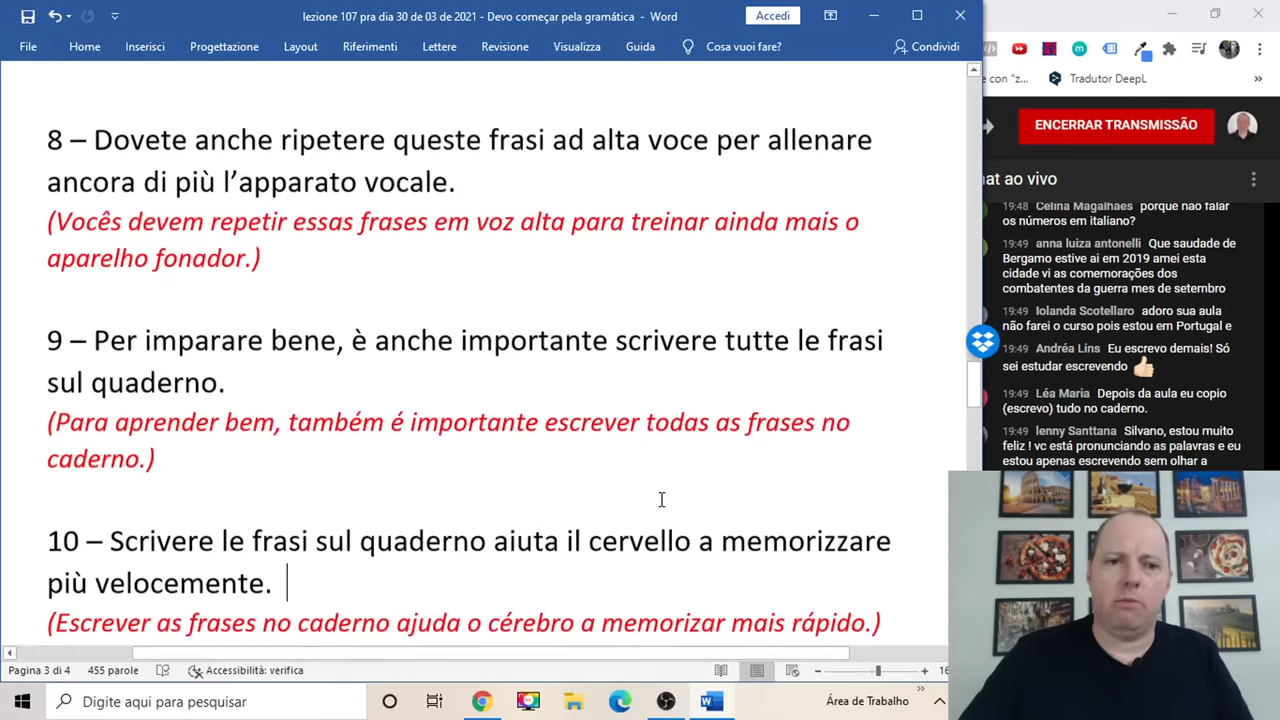 lezione 107 pra dia 30 de 03 de 2021 - Devo começar pela gramática - Word
Accedi
File
Home
Inserisci
Progettazione
Layout
Riferimenti
Lettere
Revisione
Visualizza
Guida
Cosa vuoi fare?
Condividi
8 – Dovete anche ripetere queste frasi ad alta voce per allenare
ancora di più l’apparato vocale.
(Vocês devem repetir essas frases em voz alta para treinar ainda mais o
aparelho fonador.)
9 – Per imparare bene, è anche importante scrivere tutte le frasi
sul quaderno.
(Para aprender bem, também é importante escrever todas as frases no
caderno.)
10 – Scrivere le frasi sul quaderno aiuta il cervello a memorizzare
più velocemente.
(Escrever as frases no caderno ajuda o cérebro a memorizar mais rápido.)
Pagina 3 di 4
455 parole
Accessibilità: verifica
16
Digite aqui para pesquisar
Área de Trabalho
e con "z...
Tradutor DeepL
ENCERRAR TRANSMISSÃO
hat ao vivo
19:48 Celina Magalhaes porque não falar
os números em italiano?
19:49 anna luiza antonelli Que saudade de
Bergamo estive ai em 2019 amei esta
cidade vi as comemorações dos
combatentes da guerra mes de setembro
19:49 Iolanda Scotellaro adoro sua aula
não farei o curso pois estou em Portugal e
19:49 Andréa Lins Eu escrevo demais! Só
sei estudar escrevendo
19:49 Léa Maria Depois da aula eu copio
(escrevo) tudo no caderno.
19:49 lenny Santtana Silvano, estou muito
feliz ! vc está pronunciando as palavras e eu
estou apenas escrevendo sem olhar a